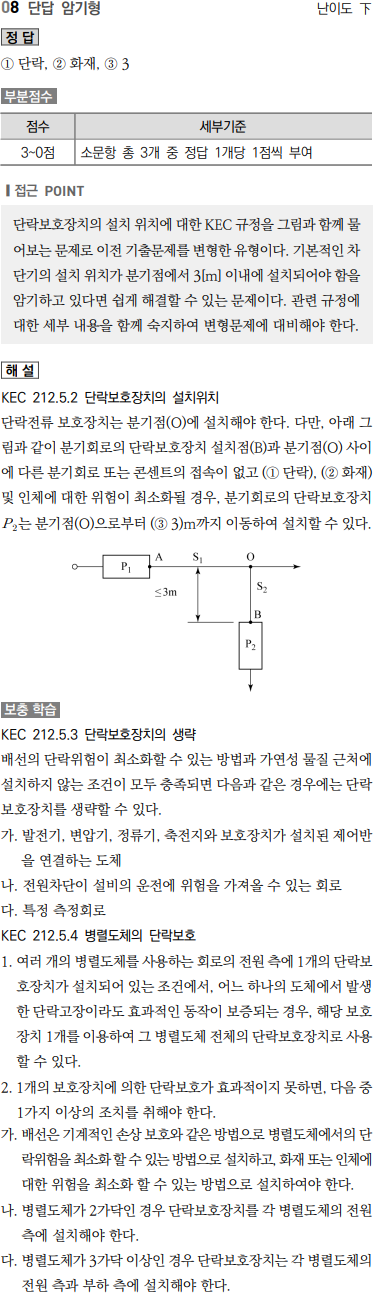 08 단답 암기형 난이도 下
정 답
① 단락, ② 화재, ③ 3
부분점수
점수 세부기준
3~0점 소문항 총 3개 중 정답 1개당 1점씩 부여
접근 POINT
단락보호장치의 설치 위치에 대한 KEC 규정을 그림과 함께 물
어보는 문제로 이전 기출문제를 변형한 유형이다. 기본적인 차
단기의 설치 위치가 분기점에서 3[m] 이내에 설치되어야 함을
암기하고 있다면 쉽게 해결할 수 있는 문제이다. 관련 규정에
대한 세부 내용을 함께 숙지하여 변형문제에 대비해야 한다.
해 설
KEC 212.5.2 단락보호장치의 설치위치
단락전류 보호장치는 분기점(O)에 설치해야 한다. 다만, 아래 그
림과 같이 분기회로의 단락보호장치 설치점(B)과 분기점(O) 사이
에 다른 분기회로 또는 콘센트의 접속이 없고 (① 단락), (② 화재)
및 인체에 대한 위험이 최소화될 경우, 분기회로의 단락보호장치
P₂는 분기점(O)으로부터 (③ 3)m까지 이동하여 설치할 수 있다.
P₁ A S₁ O
≤3m S₂
B
P₂
보충 학습
KEC 212.5.3 단락보호장치의 생략
배선의 단락위험이 최소화할 수 있는 방법과 가연성 물질 근처에
설치하지 않는 조건이 모두 충족되면 다음과 같은 경우에는 단락
보호장치를 생략할 수 있다.
가. 발전기, 변압기, 정류기, 축전지와 보호장치가 설치된 제어반
을 연결하는 도체
나. 전원차단이 설비의 운전에 위험을 가져올 수 있는 회로
다. 특정 측정회로
KEC 212.5.4 병렬도체의 단락보호
1. 여러 개의 병렬도체를 사용하는 회로의 전원 측에 1개의 단락보
호장치가 설치되어 있는 조건에서, 어느 하나의 도체에서 발생
한 단락고장이라도 효과적인 동작이 보증되는 경우, 해당 보호
장치 1개를 이용하여 그 병렬도체 전체의 단락보호장치로 사용
할 수 있다.
2. 1개의 보호장치에 의한 단락보호가 효과적이지 못하면, 다음 중
1가지 이상의 조치를 취해야 한다.
가. 배선은 기계적인 손상 보호와 같은 방법으로 병렬도체에서의 단
락위험을 최소화 할 수 있는 방법으로 설치하고, 화재 또는 인체에
대한 위험을 최소화 할 수 있는 방법으로 설치하여야 한다.
나. 병렬도체가 2가닥인 경우 단락보호장치를 각 병렬도체의 전원
측에 설치해야 한다.
다. 병렬도체가 3가닥 이상인 경우 단락보호장치는 각 병렬도체의
전원 측과 부하 측에 설치해야 한다.